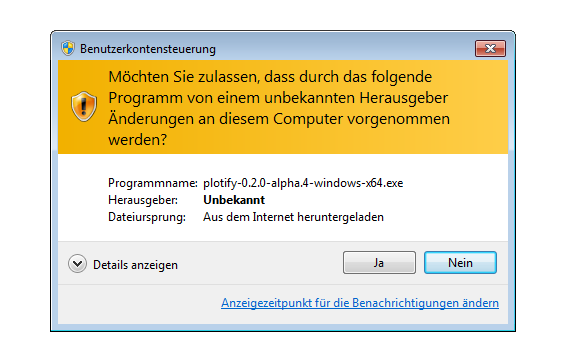 Benutzerkontensteuerung
Möchten Sie zulassen, dass durch das folgende
Programm von einem unbekannten Herausgeber
Änderungen an diesem Computer vorgenommen
werden?
Programmname: plotify-0.2.0-alpha.4-windows-x64.exe
Herausgeber: Unbekannt
Dateiursprung: Aus dem Internet heruntergeladen
Details anzeigen
Ja
Nein
Anzeigezeitpunkt für die Benachrichtigungen ändern